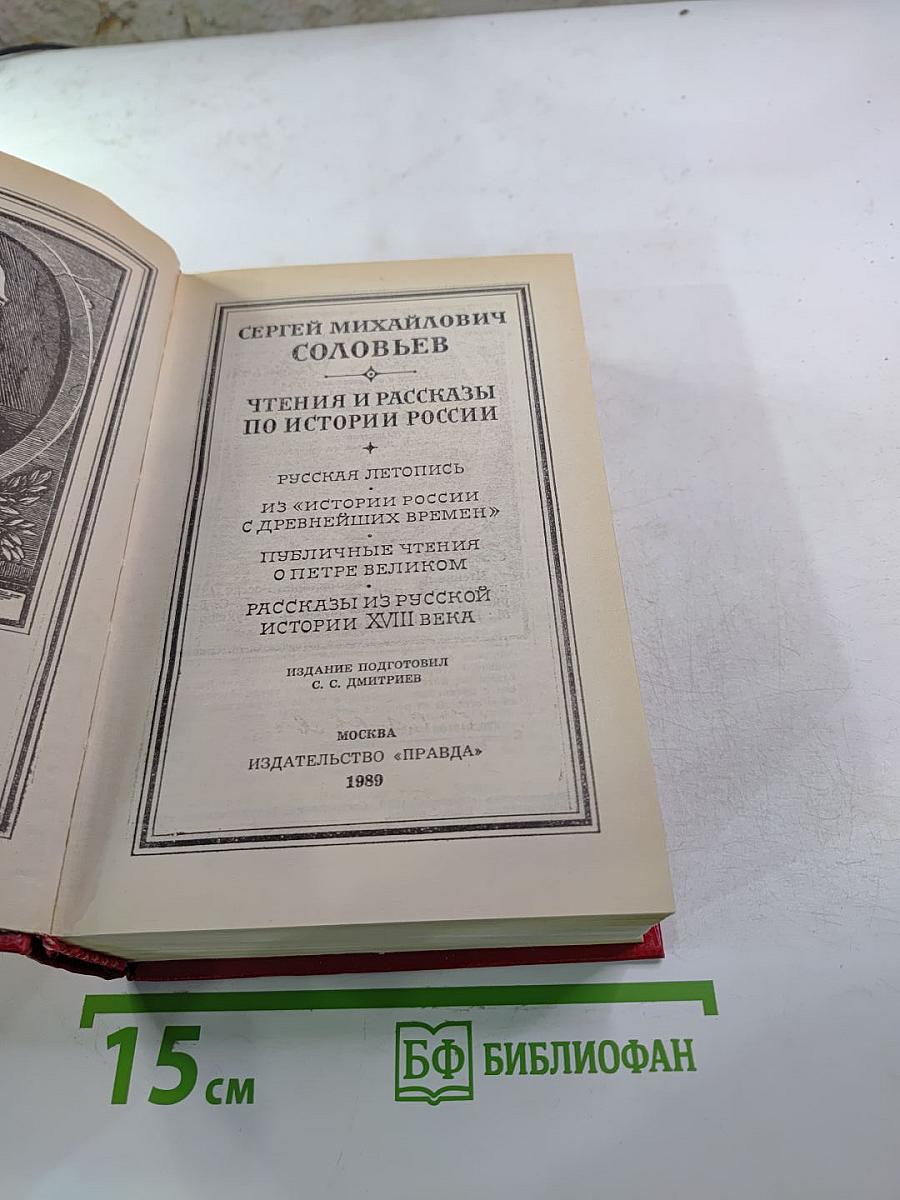 СЕРГЕЙ МИХАЙЛОВИЧ
СОЛОВЬЕВ
ЧТЕНИЯ И РАССКАЗЫ
ПО ИСТОРИИ РОССИИ
РУССКАЯ ЛЕТОПИСЬ
ИЗ «ИСТОРИИ РОССИИ
С ДРЕВНЕЙШИХ ВРЕМЕН»
ПУБЛИЧНЫЕ ЧТЕНИЯ
О ПЕТРЕ ВЕЛИКОМ
РАССКАЗЫ ИЗ РУССКОЙ
ИСТОРИИ XVIII ВЕКА
ИЗДАНИЕ ПОДГОТОВИЛ
С. С. ДМИТРИЕВ
МОСКВА
ИЗДАТЕЛЬСТВО «ПРАВДА»
1989
15 см
БФ БИБЛИОФАН